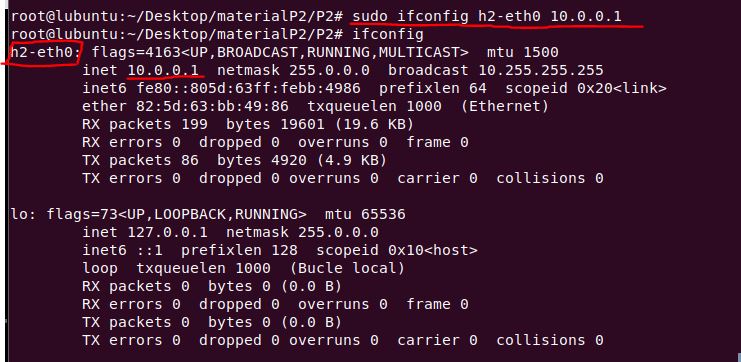 root@lubuntu:~/Desktop/materialP2/P2# sudo ifconfig h2-eth0 10.0.0.1
root@lubuntu:~/Desktop/materialP2/P2# ifconfig
h2-eth0: flags=4163<UP,BROADCAST,RUNNING,MULTICAST>  mtu 1500
        inet 10.0.0.1  netmask 255.0.0.0  broadcast 10.255.255.255
        inet6 fe80::805d:63ff:febb:4986  prefixlen 64  scopeid 0x20<link>
        ether 82:5d:63:bb:49:86  txqueuelen 1000  (Ethernet)
        RX packets 199  bytes 19601 (19.6 KB)
        RX errors 0  dropped 0  overruns 0  frame 0
        TX packets 86  bytes 4920 (4.9 KB)
        TX errors 0  dropped 0 overruns 0  carrier 0  collisions 0

lo: flags=73<UP,LOOPBACK,RUNNING>  mtu 65536
        inet 127.0.0.1  netmask 255.0.0.0
        inet6 ::1  prefixlen 128  scopeid 0x10<host>
        loop  txqueuelen 1000  (Bucle local)
        RX packets 0  bytes 0 (0.0 B)
        RX errors 0  dropped 0  overruns 0  frame 0
        TX packets 0  bytes 0 (0.0 B)
        TX errors 0  dropped 0 overruns 0  carrier 0  collisions 0